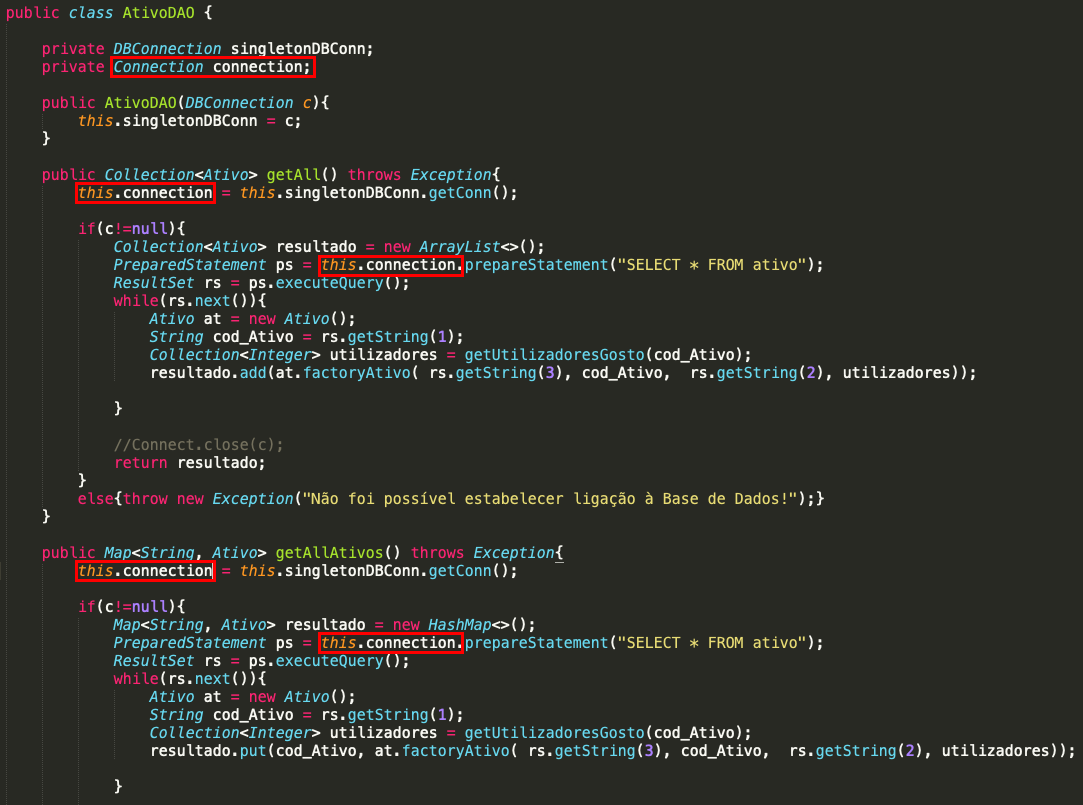 public class AtivoDAO {
private DBConnection singletonDBConn;
private Connection connection;
public AtivoDAO(DBConnection c){
this.singletonDBConn = c;
}
public Collection<Ativo> getAll() throws Exception{
this.connection = this.singletonDBConn.getConn();
if(c!=null){
Collection<Ativo> resultado = new ArrayList<>();
PreparedStatement ps = this.connection.prepareStatement("SELECT * FROM ativo");
ResultSet rs = ps.executeQuery();
while(rs.next()){
Ativo at = new Ativo();
String cod_Ativo = rs.getString(1);
Collection<Integer> utilizadores = getUtilizadoresGosto(cod_Ativo);
resultado.add(at.factoryAtivo( rs.getString(3), cod_Ativo,  rs.getString(2), utilizadores));
}
//Connect.close(c);
return resultado;
}
else{throw new Exception("Não foi possível estabelecer ligação à Base de Dados!");}
}
public Map<String, Ativo> getAllAtivos() throws Exception{
this.connection = this.singletonDBConn.getConn();
if(c!=null){
Map<String, Ativo> resultado = new HashMap<>();
PreparedStatement ps = this.connection.prepareStatement("SELECT * FROM ativo");
ResultSet rs = ps.executeQuery();
while(rs.next()){
Ativo at = new Ativo();
String cod_Ativo = rs.getString(1);
Collection<Integer> utilizadores = getUtilizadoresGosto(cod_Ativo);
resultado.put(cod_Ativo, at.factoryAtivo( rs.getString(3), cod_Ativo,  rs.getString(2), utilizadores));
}